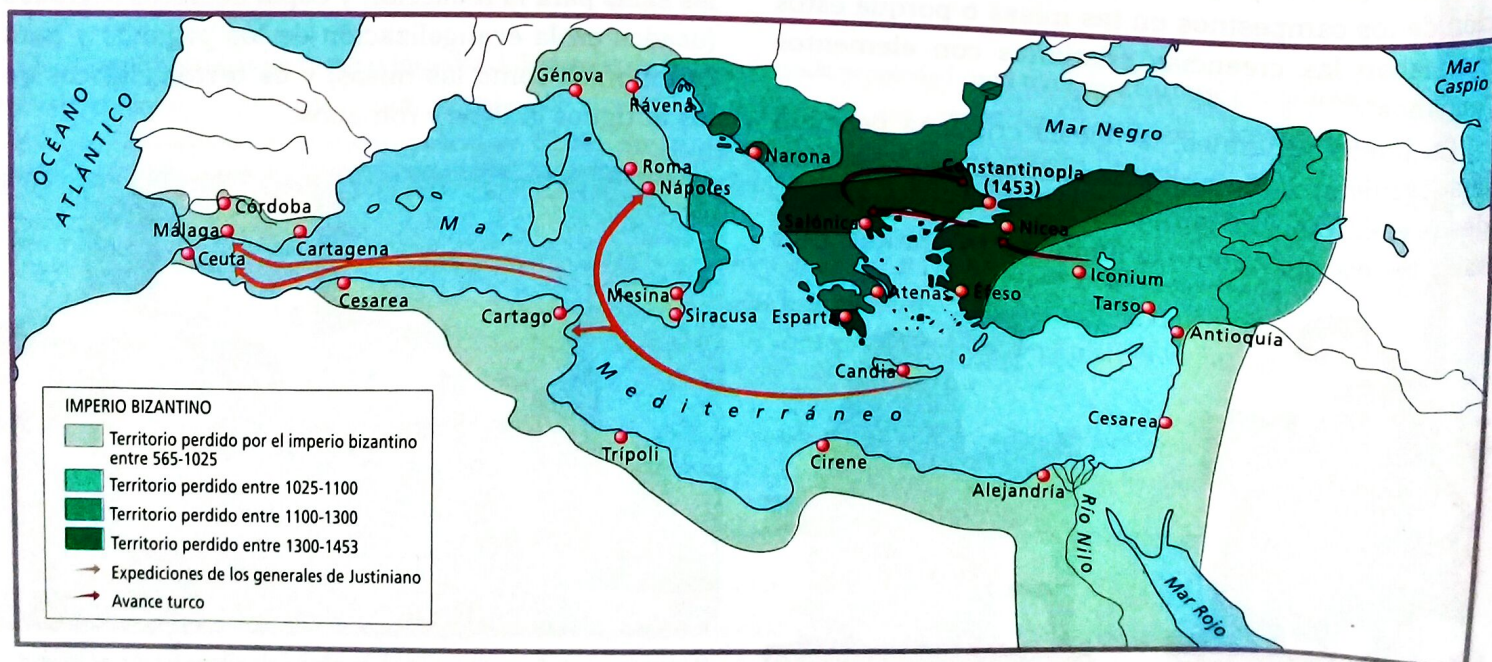 OCÉANO
ATLÁNTICO
Génova
Rávena
Mar
Caspio
Mar Negro
Narona
Constantinopla
(1453)
Roma
Nápoles
Córdoba
Málaga
Cartagena
Ceuta
Mar
Mediterráneo
Salónica
Nicea
Iconium
Cesarea
Cartago
Mesina
Siracusa
Esparta
Atenas
Efeso
Tarso
Antioquía
Candia
Cesarea
Trípoli
Cirene
Alejandría
Río Nilo
Mar Rojo
IMPERIO BIZANTINO
Territorio perdido por el imperio bizantino
entre 565-1025
Territorio perdido entre 1025-1100
Territorio perdido entre 1100-1300
Territorio perdido entre 1300-1453
Expediciones de los generales de Justiniano
Avance turco